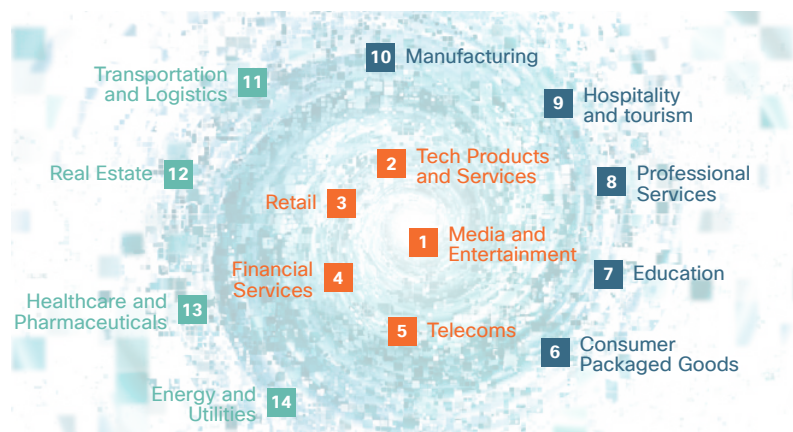 10 Manufacturing
11 Transportation
and Logistics
9 Hospitality
and tourism
2 Tech Products
and Services
12 Real Estate
8 Professional
Services
3 Retail
1 Media and
Entertainment
4 Financial
Services
7 Education
13 Healthcare and
Pharmaceuticals
5 Telecoms
6 Consumer
Packaged Goods
14 Energy and
Utilities